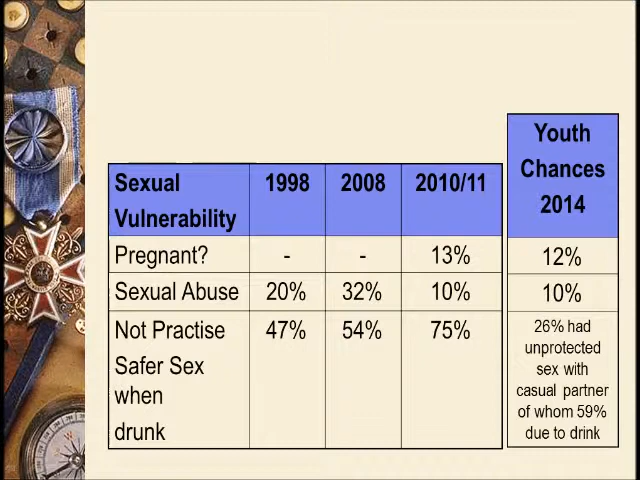 Sexual Vulnerability 1998 2008 2010/11
Pregnant? - - 13%
Sexual Abuse 20% 32% 10%
Not Practise 47% 54% 75%
Safer Sex
when
drunk
Youth
Chances
2014
12%
10%
26% had
unprotected
sex with
casual partner
of whom 59%
due to drink